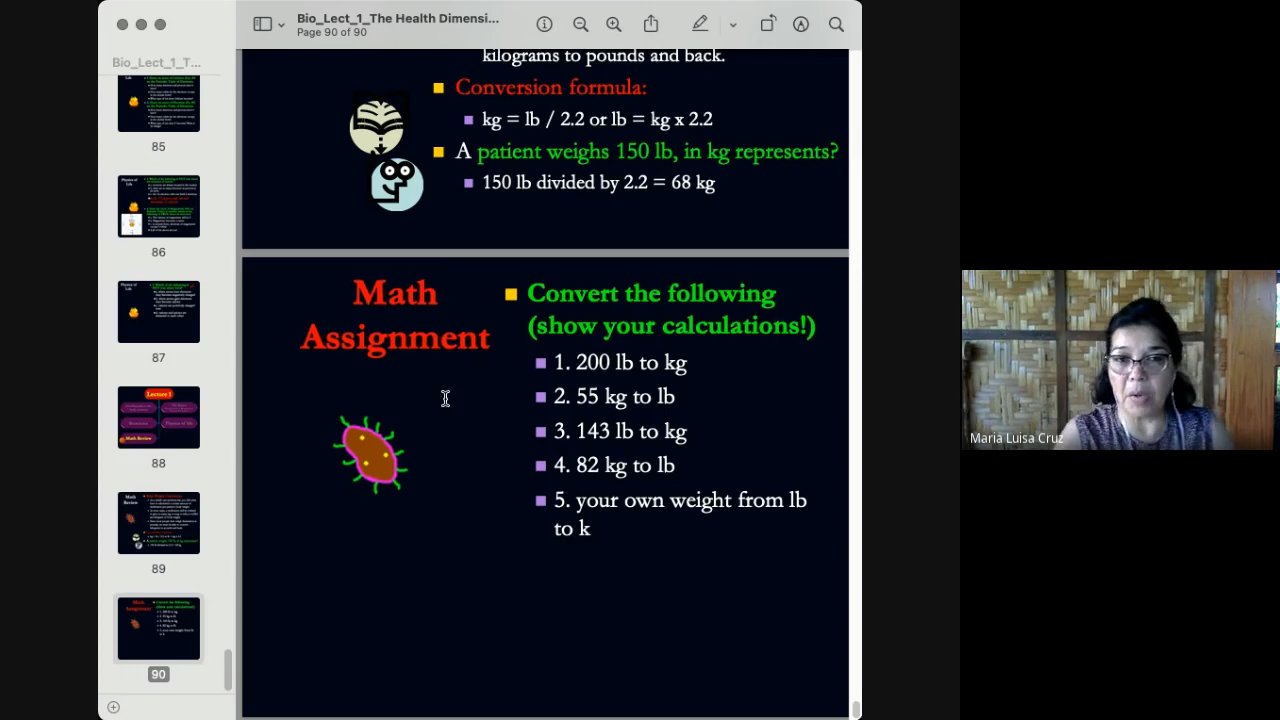 Bio_Lect_1_The Health Dimensi...
Page 90 of 90
Bio_Lect_1_T...
85
86
87
Lecture 1
Math Review
88
89
90
kilograms to pounds and back.
Conversion formula:
kg = lb / 2.2 or lb = kg x 2.2
A patient weighs 150 lb, in kg represents?
150 lb divided by 2.2 = 68 kg
Math
Assignment
Convert the following
(show your calculations!)
1. 200 lb to kg
2. 55 kg to lb
3. 143 lb to kg
4. 82 kg to lb
5. your own weight from lb
to k
Maria Luisa Cruz